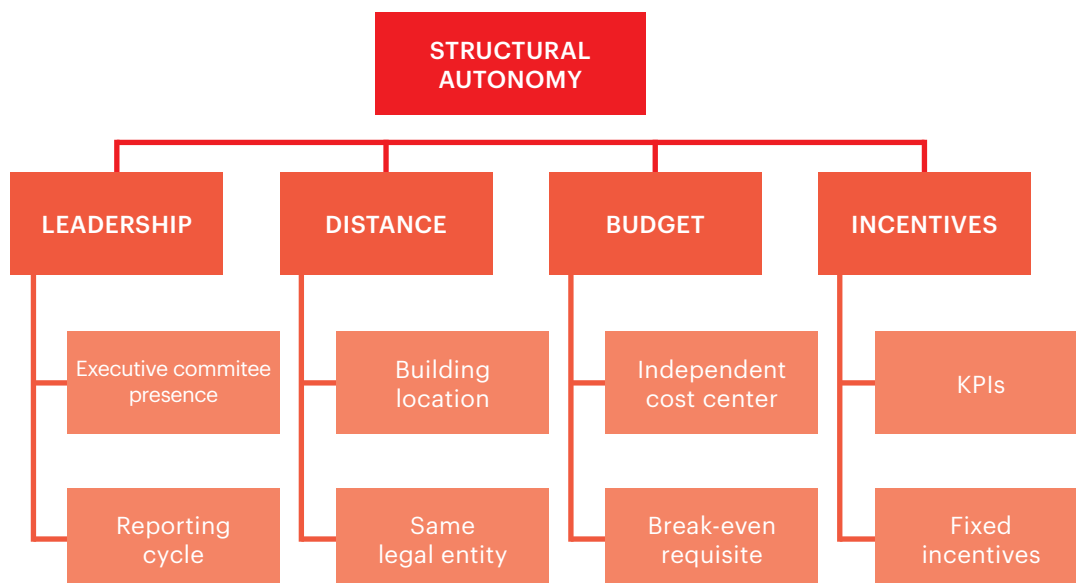 STRUCTURAL
AUTONOMY
LEADERSHIP
DISTANCE
BUDGET
INCENTIVES
Executive commitee
presence
Building
location
Independent
cost center
KPIs
Reporting
cycle
Same
legal entity
Break-even
requisite
Fixed
incentives